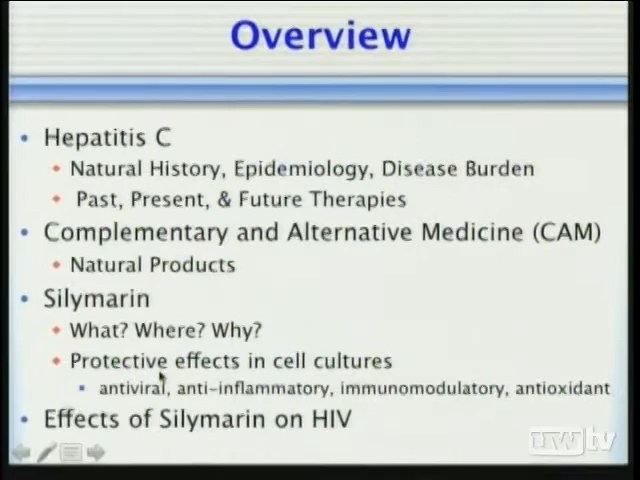 Overview
Hepatitis C
Natural History, Epidemiology, Disease Burden
Past, Present, & Future Therapies
Complementary and Alternative Medicine (CAM)
Natural Products
Silymarin
What? Where? Why?
Protective effects in cell cultures
antiviral, anti-inflammatory, immunomodulatory, antioxidant
Effects of Silymarin on HIV
uwtv